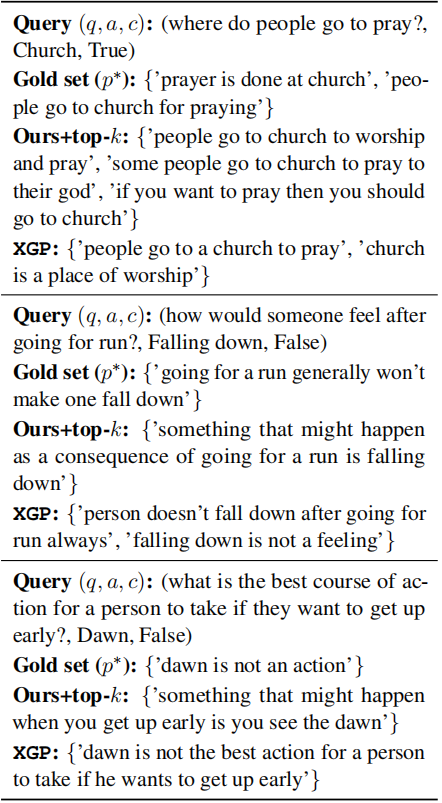 Query (q, a, c): (where do people go to pray?,
Church, True)
Gold set (p*): {'prayer is done at church', 'peo-
ple go to church for praying'}
Ours+top-k: {'people go to church to worship
and pray', 'some people go to church to pray to
their god', 'if you want to pray then you should
go to church'}
XGP: {'people go to a church to pray', 'church
is a place of worship'}
Query (q, a, c): (how would someone feel after
going for run?, Falling down, False)
Gold set (p*): {'going for a run generally won't
make one fall down'}
Ours+top-k: {'something that might happen
as a consequence of going for a run is falling
down'}
XGP: {'person doesn't fall down after going for
run always', 'falling down is not a feeling'}
Query (q, a, c): (what is the best course of ac-
tion for a person to take if they want to get up
early?, Dawn, False)
Gold set (p*): {'dawn is not an action'}
Ours+top-k: {'something that might happen
when you get up early is you see the dawn'}
XGP: {'dawn is not the best action for a person
to take if he wants to get up early'}